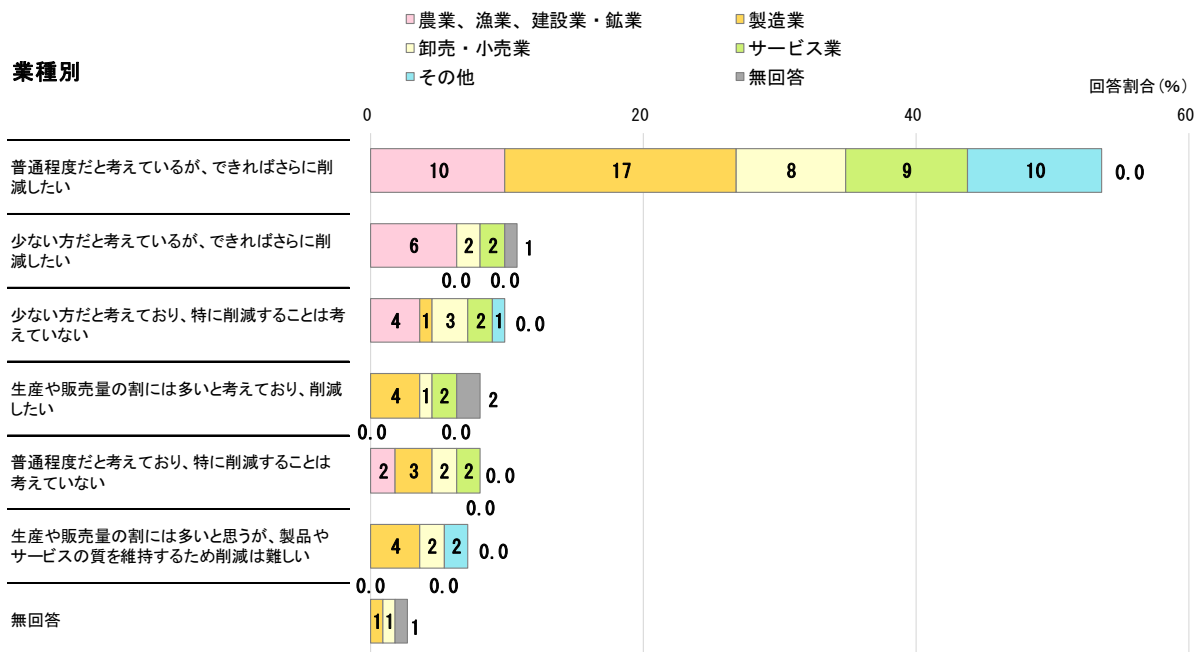 農業、漁業、建設業・鉱業
製造業
卸売・小売業
サービス業
その他
無回答
業種別
回答割合(%)
0
20
40
60
普通程度だと考えているが、できればさらに削
減したい
10
17
8
9
10
0.0
少ない方だと考えているが、できればさらに削
減したい
6
2
2
1
0.0
0.0
少ない方だと考えており、特に削減することは考
えていない
4
1
3
2
1
0.0
生産や販売量の割には多いと考えており、削減
したい
4
1
2
2
0.0
0.0
普通程度だと考えており、特に削減することは
考えていない
2
3
2
2
0.0
0.0
生産や販売量の割には多いと思うが、製品や
サービスの質を維持するため削減は難しい
4
2
2
0.0
0.0
0.0
無回答
1
1
1